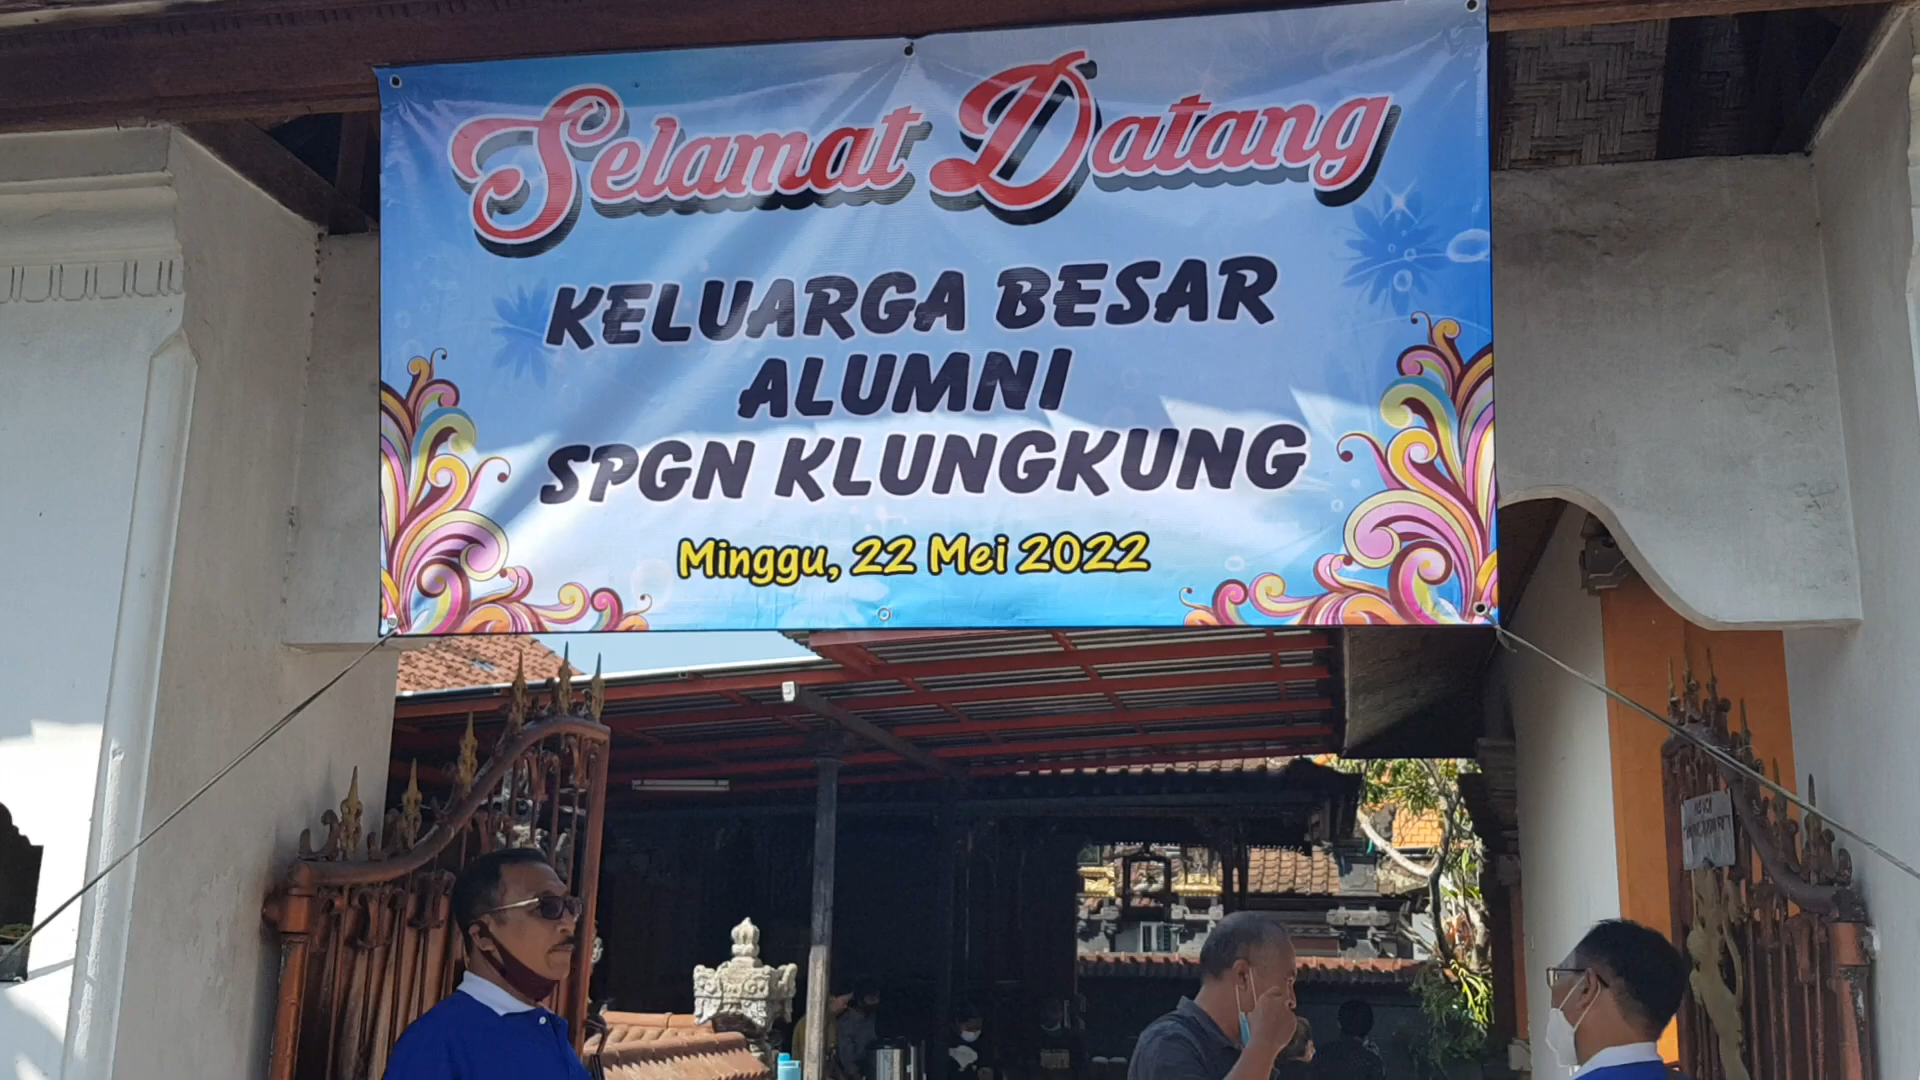 Selamat Datang
KELUARGA BESAR
ALUMNI
SPGN KLUNGKUNG
Minggu, 22 Mei 2022